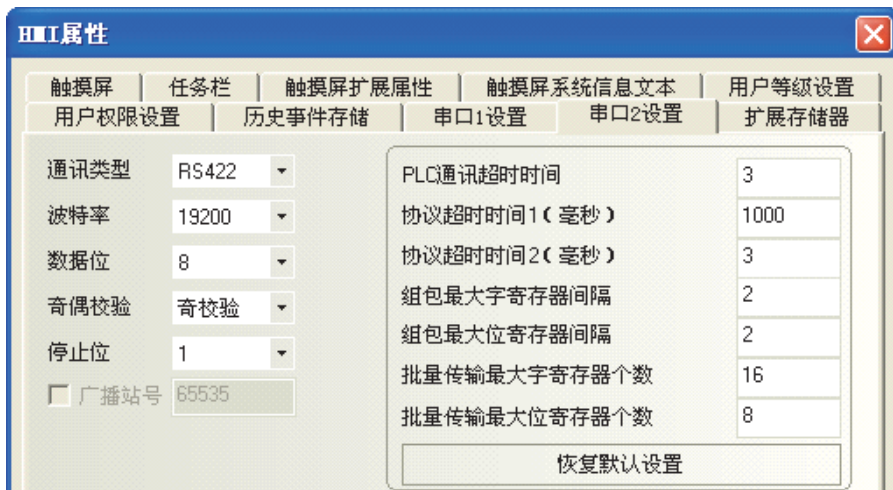 HMI属性
触摸屏 任务栏 触摸屏扩展属性 触摸屏系统信息文本 用户等级设置
用户权限设置 历史事件存储 串口1设置 串口2设置 扩展存储器
通讯类型 RS422
波特率 19200
数据位 8
奇偶校验 奇校验
停止位 1
广播站号 65535
PLC通讯超时时间 3
协议超时时间1(毫秒) 1000
协议超时时间2(毫秒) 3
组包最大字寄存器间隔 2
组包最大位寄存器间隔 2
批量传输最大字寄存器个数 16
批量传输最大位寄存器个数 8
恢复默认设置